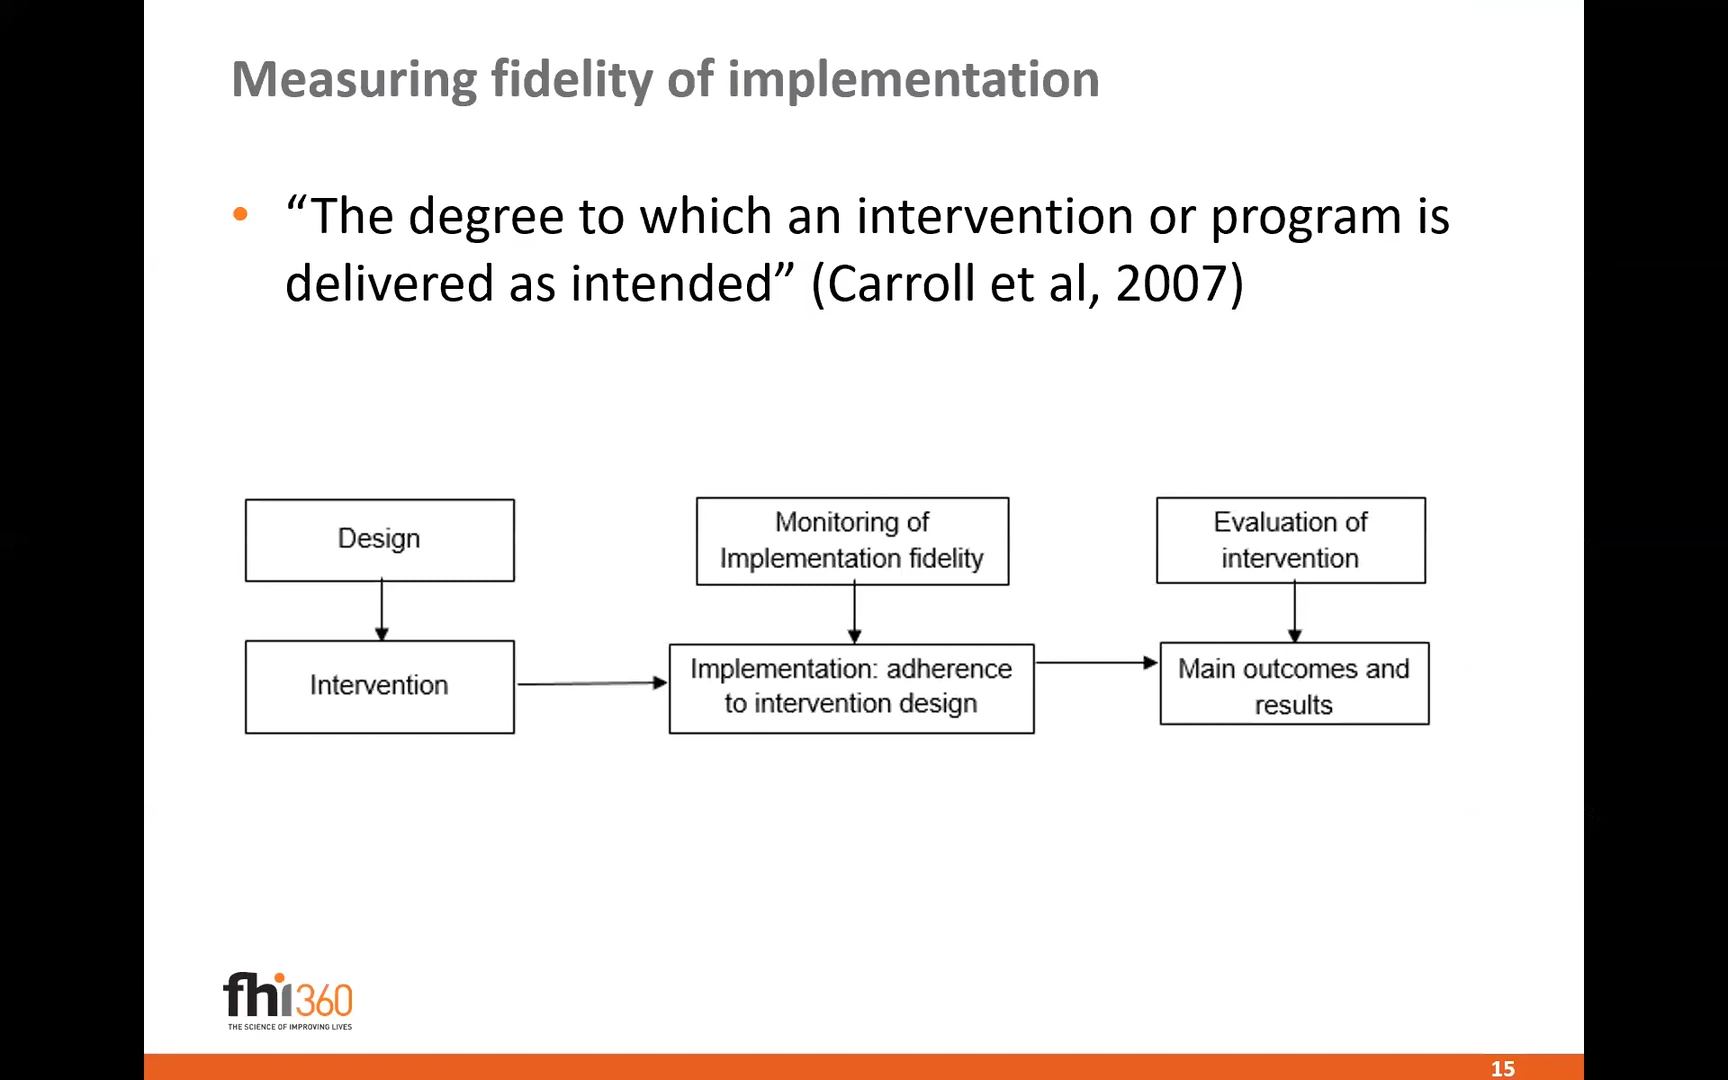 Measuring fidelity of implementation
• “The degree to which an intervention or program is
delivered as intended” (Carroll et al, 2007)
Design
Monitoring of
Implementation fidelity
Evaluation of
intervention
Intervention
Implementation: adherence
to intervention design
Main outcomes and
results
fhi360
THE SCIENCE OF IMPROVING LIVES
15